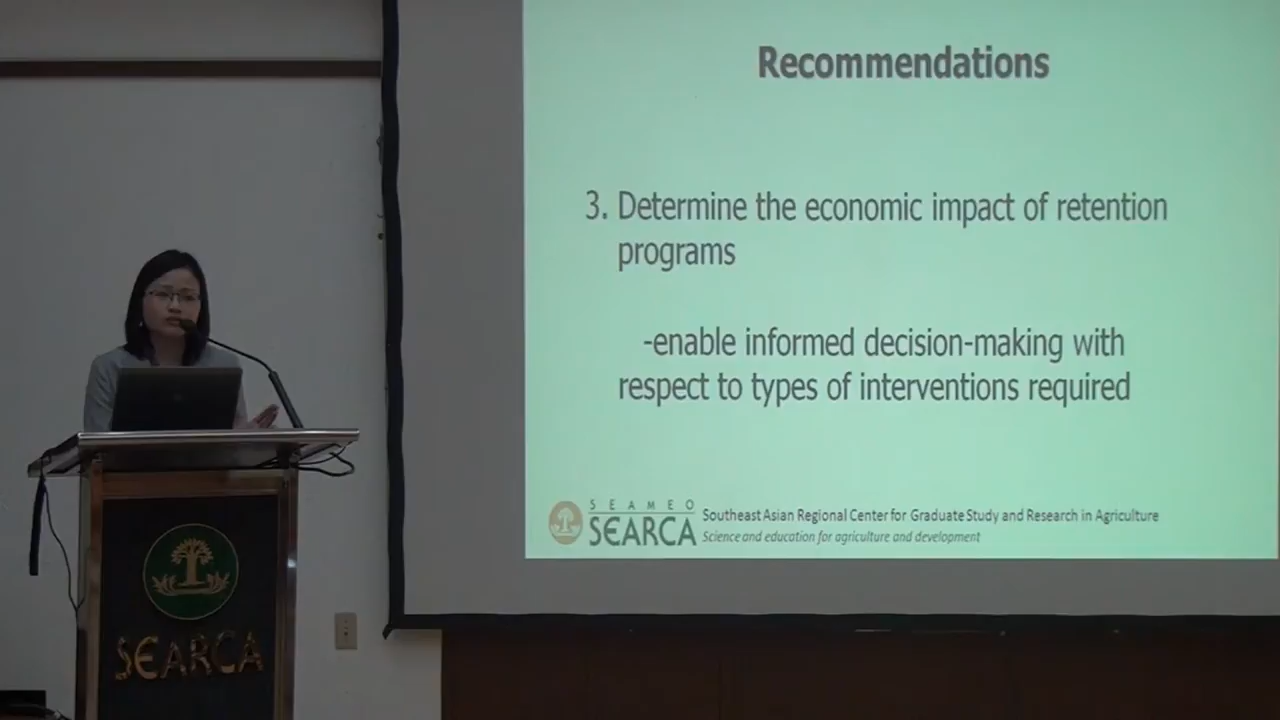 Recommendations
3. Determine the economic impact of retention
programs
-enable informed decision-making with
respect to types of interventions required
SEAMEO
SEARCA
Southeast Asian Regional Center for Graduate Study and Research in Agriculture
Science and education for agriculture and development
SEARCA